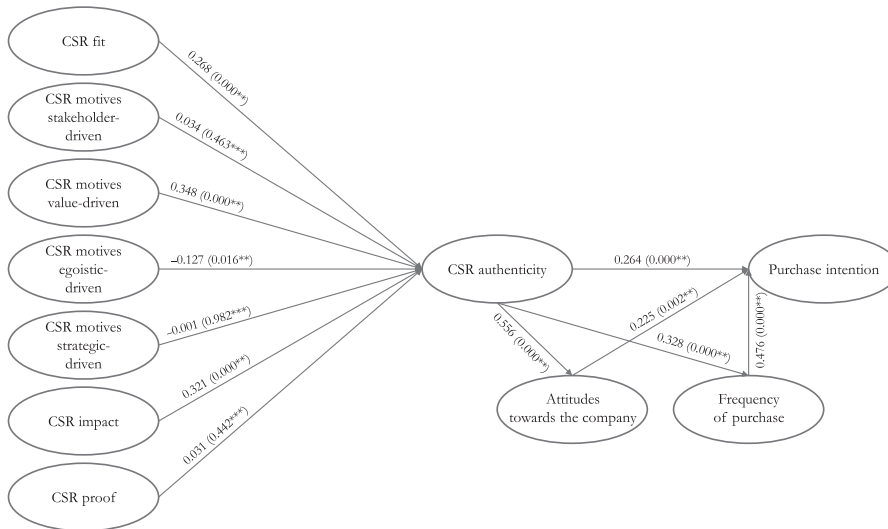 CSR fit
0.268 (0.000**)
CSR motives
stakeholder-
driven
0.034 (0.463***)
CSR motives
value-driven
0.348 (0.000**)
CSR motives
egoistic-
driven
–0.127 (0.016**)
CSR motives
strategic-
driven
–0.001 (0.982***)
CSR impact
0.321 (0.000**)
CSR proof
0.031 (0.442***)
CSR authenticity
0.264 (0.000**)
Purchase intention
0.556 (0.000**)
0.225 (0.002**)
0.328 (0.000**)
0.476 (0.000**)
Attitudes
towards the company
Frequency
of purchase